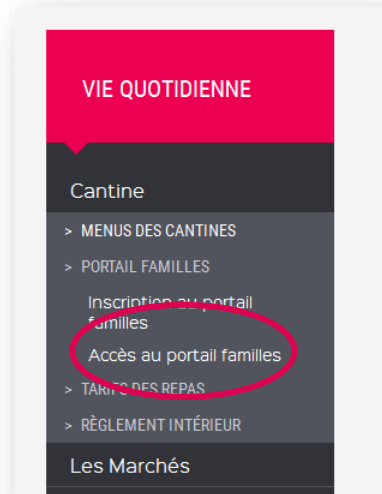 VIE QUOTIDIENNE
Cantine
> MENUS DES CANTINES
> PORTAIL FAMILLES
Inscription au portail
familles
Accès au portail familles
> TARIFS DES REPAS
> RÈGLEMENT INTÉRIEUR
Les Marchés